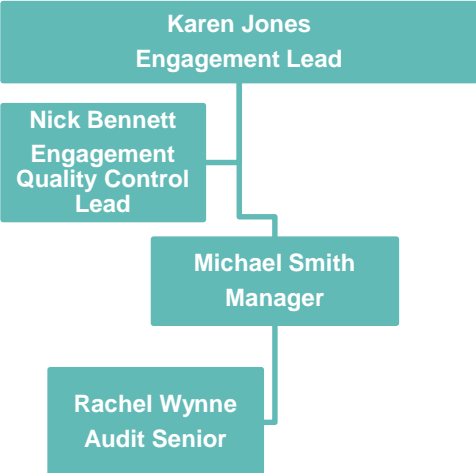 Karen Jones
Engagement Lead
Nick Bennett
Engagement
Quality Control
Lead
Michael Smith
Manager
Rachel Wynne
Audit Senior